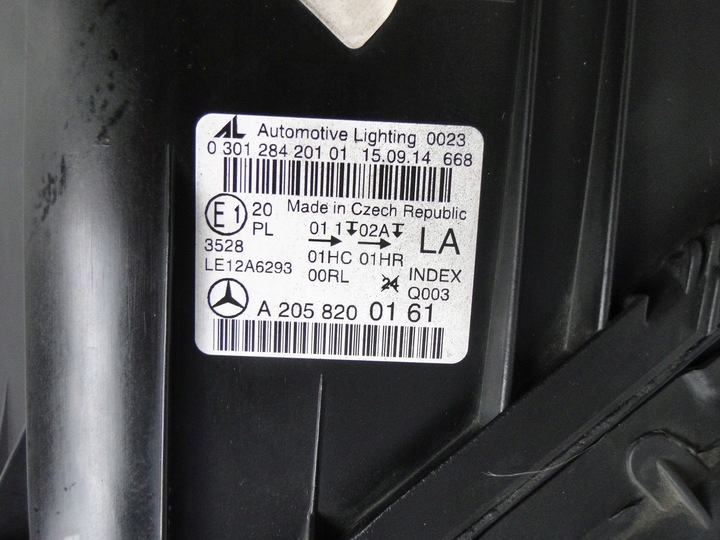 AL Automotive Lighting 0023
0 301 284 201 01 15.09.14 668
Made in Czech Republic
E1 20 PL
01 1 02A LA
3528
01HC 01HR
LE12A6293 00RL 24 INDEX
Q003
A 205 820 01 61